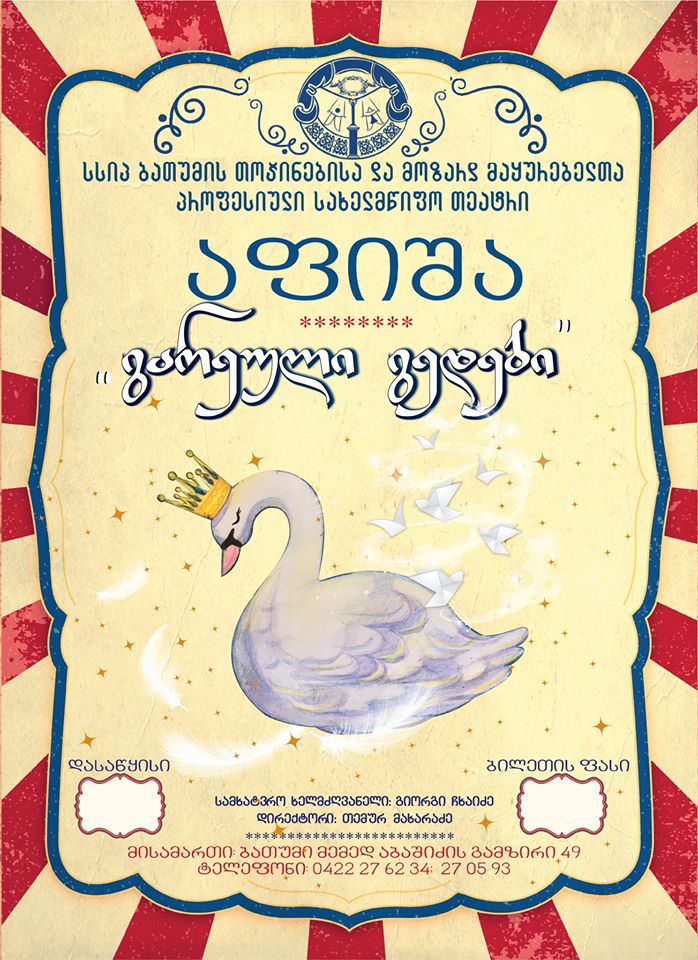 სსიპ ბათუმის თოჯინებისა და მოზარდ მაყურებელთა
პროფესიული სახელმწიფო თეატრი
აფიშა
********
„გარეული გედები"
დასაწყისი
ბილეთის ფასი
სამხატვრო ხელმძღვანელი: გიორგი ჩხაიძე
დირექტორი: თემურ მახარაძე
**************************
მისამართი: ბათუმი მემედ აბაშიძის გამზირი 49
ტელეფონი: 0422 27 62 34; 27 05 93